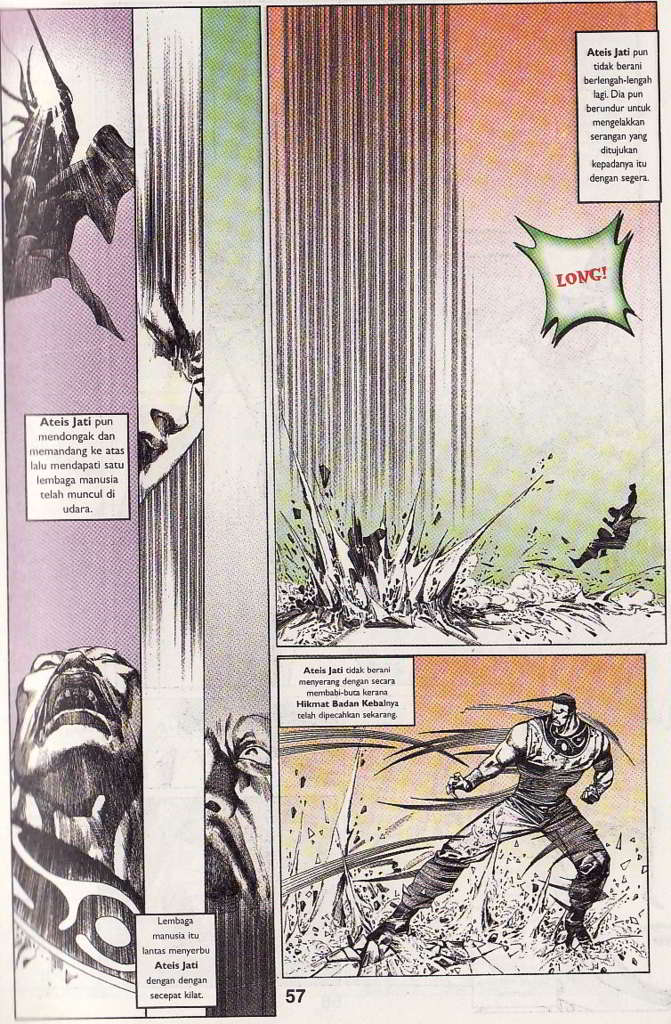 Ateis Jati pun
mendongak dan
memandang ke atas
lalu mendapati satu
lembaga manusia
telah muncul di
udara.
Lembaga
manusia itu
lantas menyerbu
Ateis Jati
dengan dengan
secepat kilat.
Ateis Jati pun
tidak berani
berlengah-lengah
lagi. Dia pun
berundur untuk
mengelakkan
serangan yang
ditujukan
kepadanya itu
dengan segera.
LONG!
Ateis Jati tidak berani
menyerang dengan secara
membabi-buta kerana
Hikmat Badan Kebalnya
telah dipecahkan sekarang.
57